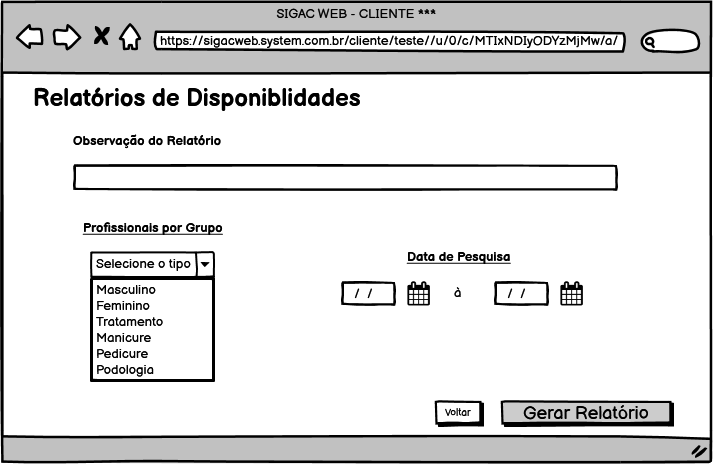 SIGAC WEB - CLIENTE ***
https://sigacweb.system.com.br/cliente/teste//u/0/c/MTIxNDIyODYzMjMw/a/
Relatórios de Disponiblidades
Observação do Relatório
Profissionais por Grupo
Selecione o tipo
Masculino
Feminino
Tratamento
Manicure
Pedicure
Podologia
Data de Pesquisa
/ / à / /
Voltar Gerar Relatório